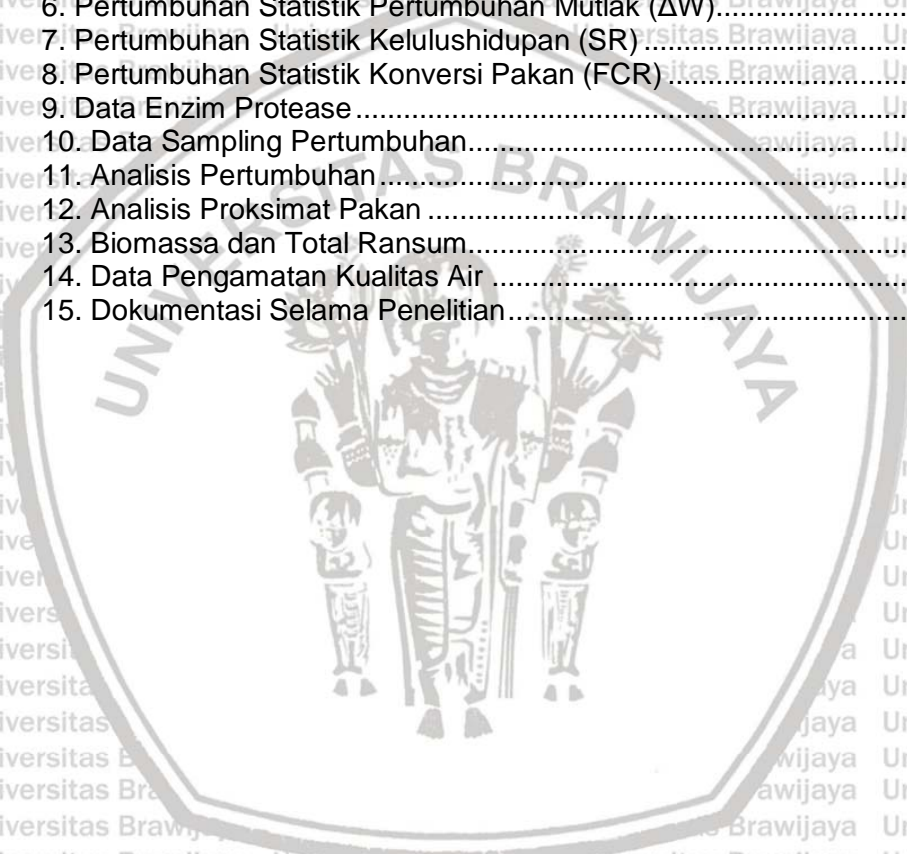 6. Pertumbuhan Statistik Pertumbuhan Mutlak (ΔW)....................
7. Pertumbuhan Statistik Kelulushidupan (SR)..............................
8. Pertumbuhan Statistik Konversi Pakan (FCR)...........................
9. Data Enzim Protease................................................................
10. Data Sampling Pertumbuhan..................................................
11. Analisis Pertumbuhan.............................................................
12. Analisis Proksimat Pakan.......................................................
13. Biomassa dan Total Ransum..................................................
14. Data Pengamatan Kualitas Air................................................
15. Dokumentasi Selama Penelitian.............................................
UNIVERSITAS BRAWIJAYA